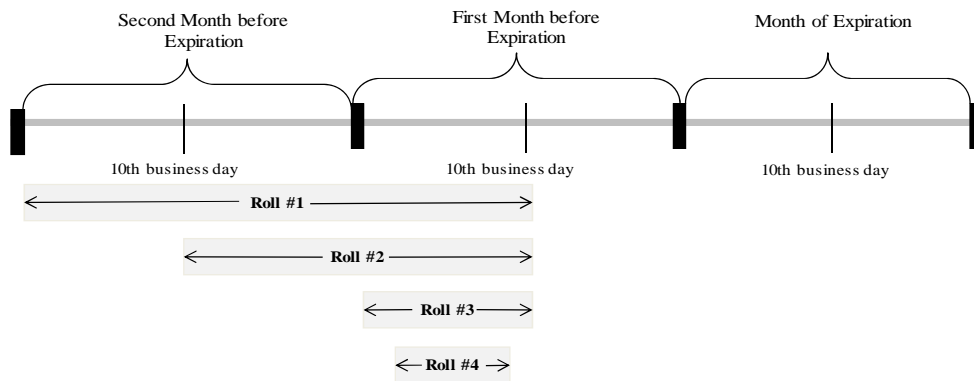 Second Month before
Expiration
First Month before
Expiration
Month of Expiration
10th business day
10th business day
10th business day
Roll #1
Roll #2
Roll #3
Roll #4